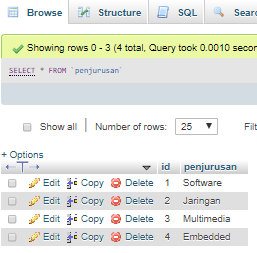 Browse Structure SQL Sear
Showing rows 0 - 3 (4 total, Query took 0.0010 secon
SELECT * FROM `penjurusan`
Show all Number of rows: 25 Filt
+ Options
id penjurusan
Edit Copy Delete 1 Software
Edit Copy Delete 2 Jaringan
Edit Copy Delete 3 Multimedia
Edit Copy Delete 4 Embedded